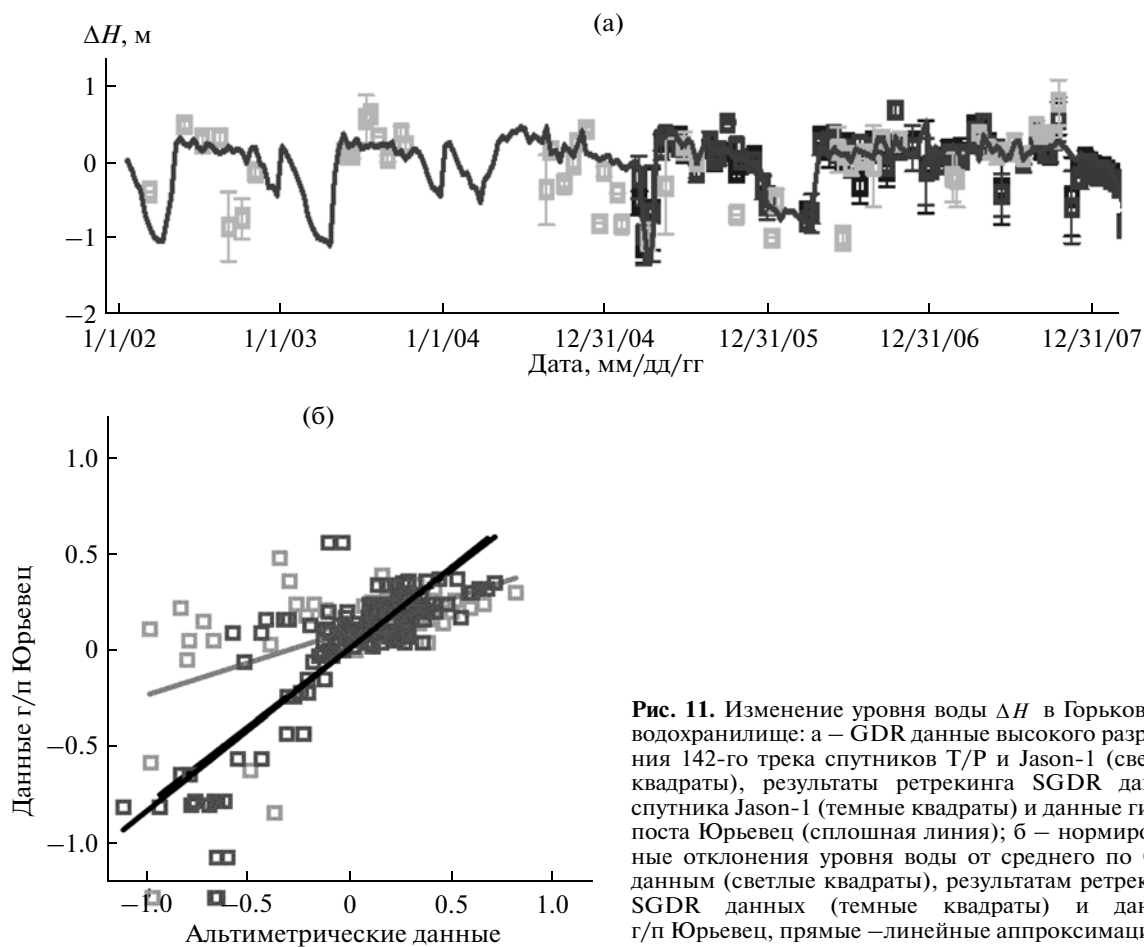 (а)
ΔH, м
1
0
−1
−2
1/1/02 1/1/03 1/1/04 12/31/04 12/31/05 12/31/06 12/31/07
Дата, мм/дд/гг
(б)
Данные г/п Юрьевец
1.0
0.5
0
−0.5
−1.0
−1.0 −0.5 0 0.5 1.0
Альтиметрические данные
Рис. 11. Изменение уровня воды ΔH в Горьков
водохранилище: а – GDR данные высокого разр
ния 142-го трека спутников T/P и Jason-1 (све
квадраты), результаты ретрекинга SGDR дан
спутника Jason-1 (темные квадраты) и данные ги
поста Юрьевец (сплошная линия); б – нормиро
ные отклонения уровня воды от среднего по
данным (светлые квадраты), результатам ретрек
SGDR данных (темные квадраты) и дан
г/п Юрьевец, прямые –линейные аппроксимац